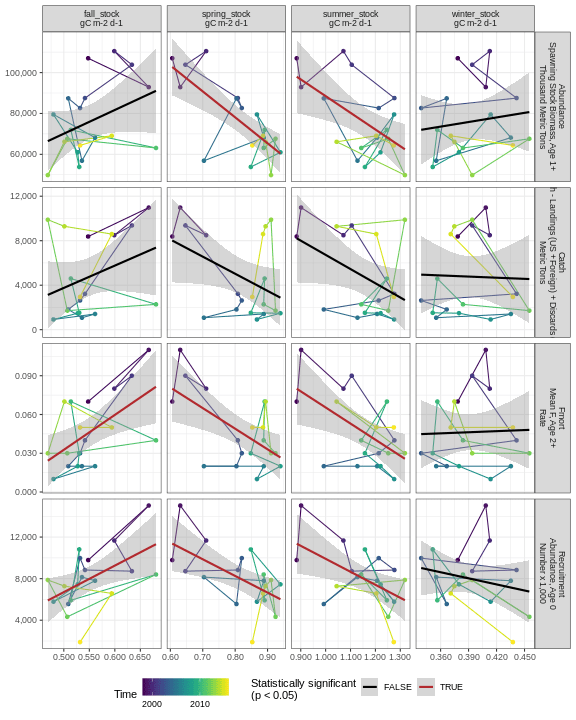 fall_stock
gC m-2 d-1
spring_stock
gC m-2 d-1
summer_stock
gC m-2 d-1
winter_stock
gC m-2 d-1
100,000
80,000
60,000
Abundance
Spawning Stock Biomass, Age 1+
Thousand Metric Tons
12,000
8,000
4,000
0
Catch
h - Landings (US +Foreign) + Discards
Metric Tons
0.090
0.060
0.030
0.000
Fmort
Mean F, Age 2+
Rate
12,000
8,000
4,000
Recruitment
Abundance, Age 0
Number x 1,000
0.500 0.550 0.600 0.650
0.60 0.70 0.80 0.90
0.900 1.000 1.100 1.200 1.300
0.360 0.390 0.420 0.450
Time
2000 2010
Statistically significant
(p < 0.05)
FALSE TRUE